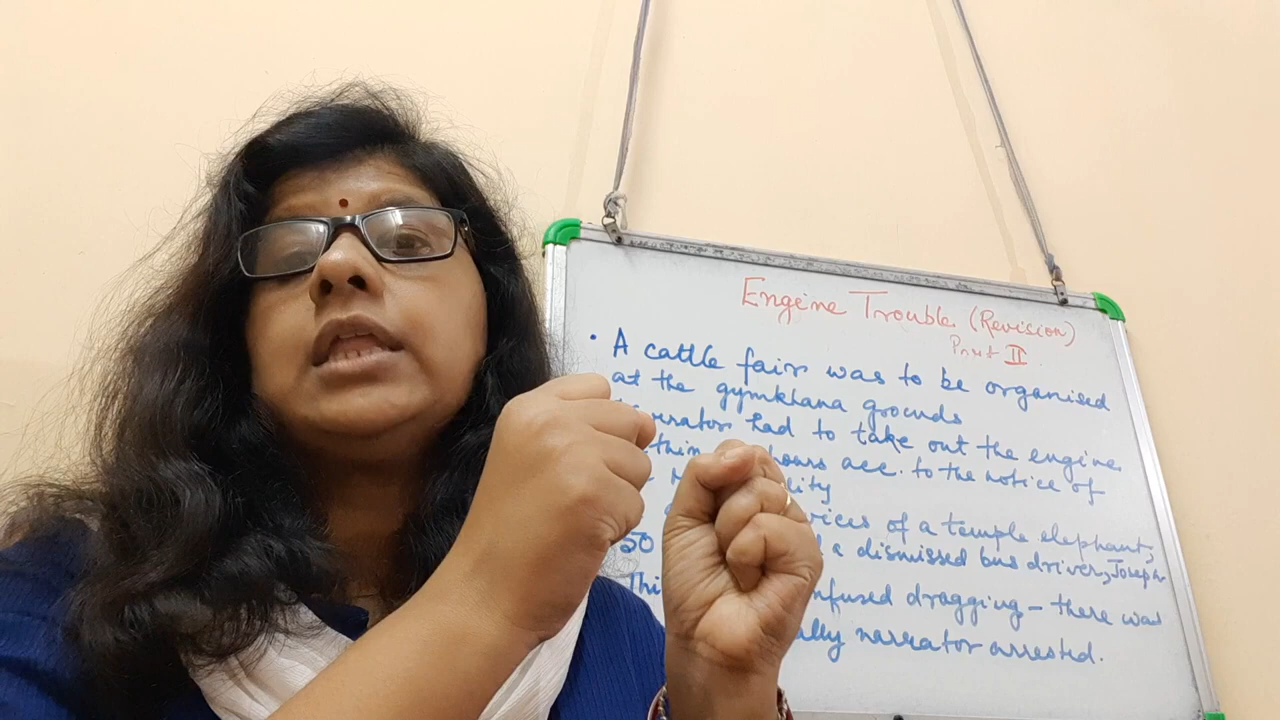 Engine Trouble (Revision)
Part II
• A cattle fair was to be organised
at the gymkhana grounds
had to take out the engine
hours acc. to the notice of
of a temple elephant,
50 a dismissed bus driver, Joseph
dragging - there was
narrator arrested.